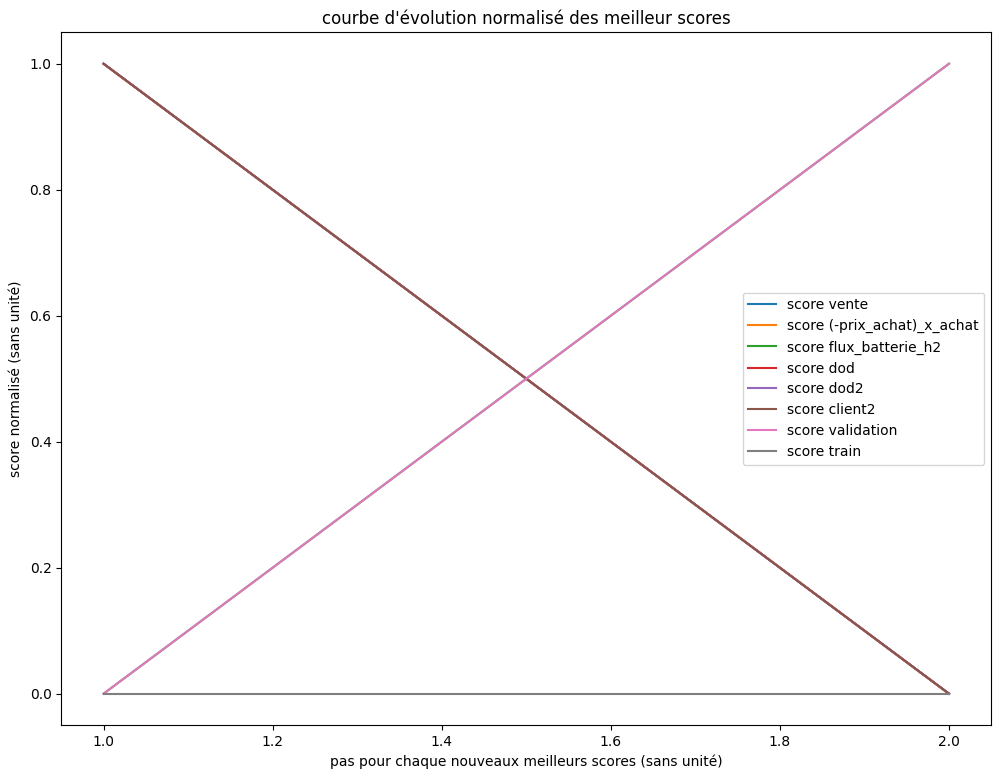 courbe d'évolution normalisé des meilleur scores
score normalisé (sans unité)
1.0
0.8
0.6
0.4
0.2
0.0
score vente
score (-prix_achat)_x_achat
score flux_batterie_h2
score dod
score dod2
score client2
score validation
score train
1.0 1.2 1.4 1.6 1.8 2.0
pas pour chaque nouveaux meilleurs scores (sans unité)